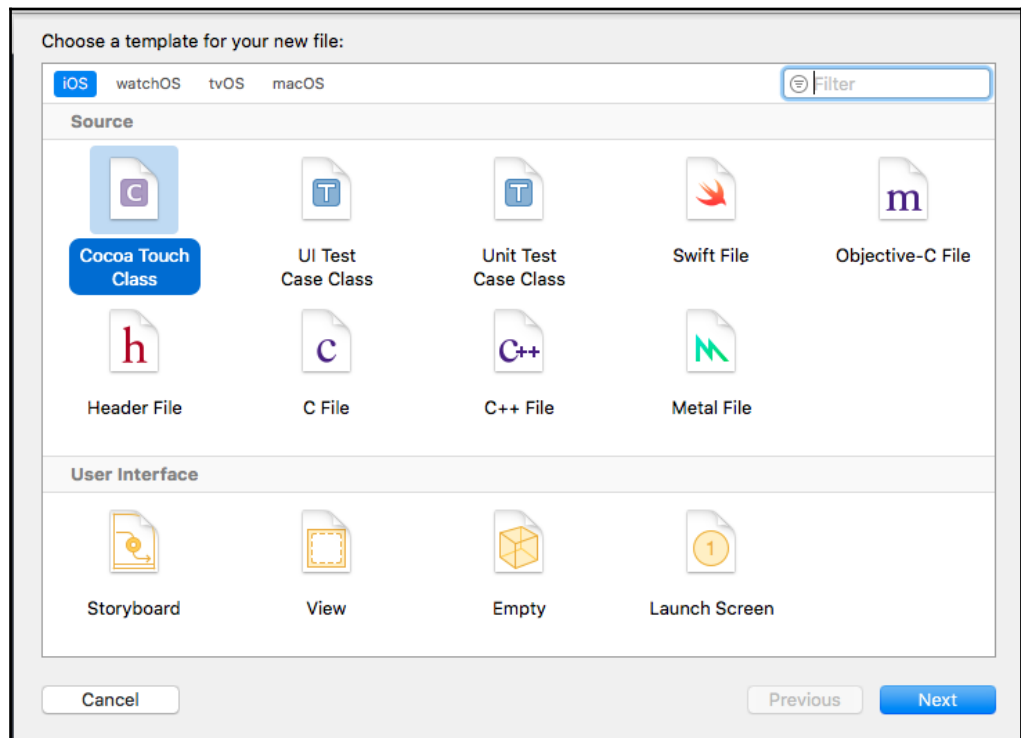 Choose a template for your new file:
iOS watchOS tvOS macOS Filter
Source
C T T m
Cocoa Touch Class UI Test Case Class Unit Test Case Class Swift File Objective-C File
h c C++
Header File C File C++ File Metal File
User Interface
1
Storyboard View Empty Launch Screen
Cancel Previous Next